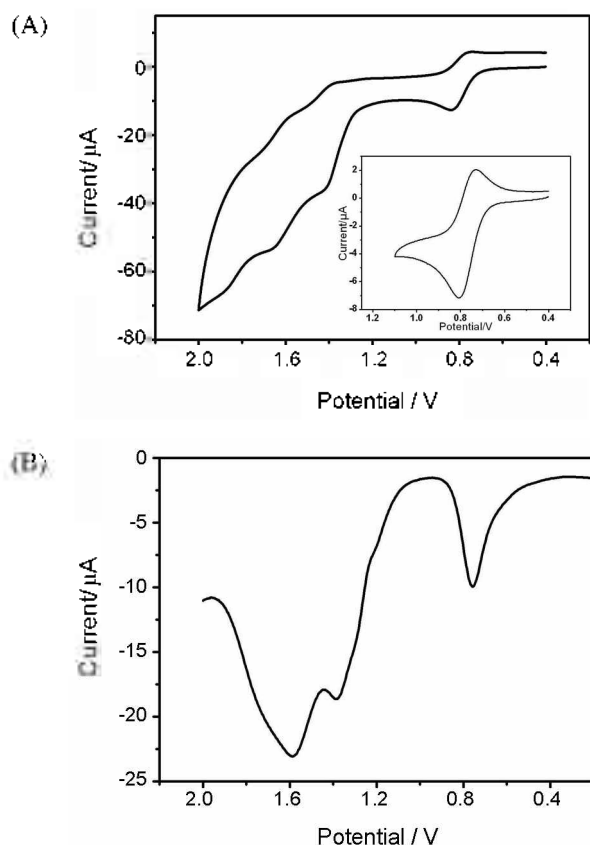 (A)
0
-20
-40
-60
-80
Current/μA
2.0 1.6 1.2 0.8 0.4
Potential / V
2
0
-2
-4
-6
-8
Current/μA
1.2 1.0 0.8 0.6 0.4
Potential/V
(B)
0
-5
-10
-15
-20
-25
Current/μA
2.0 1.6 1.2 0.8 0.4
Potential / V